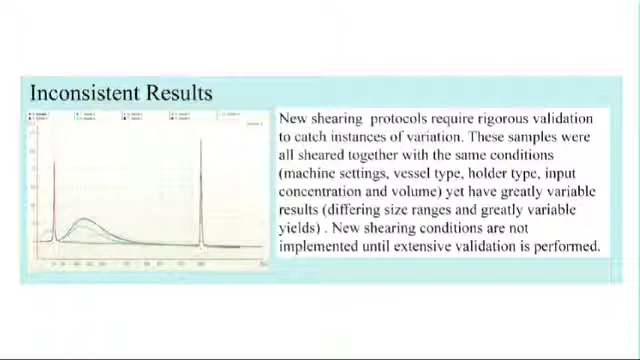 Inconsistent Results
New shearing protocols require rigorous validation
to catch instances of variation. These samples were
all sheared together with the same conditions
(machine settings, vessel type, holder type, input
concentration and volume) yet have greatly variable
results (differing size ranges and greatly variable
yields) . New shearing conditions are not
implemented until extensive validation is performed.